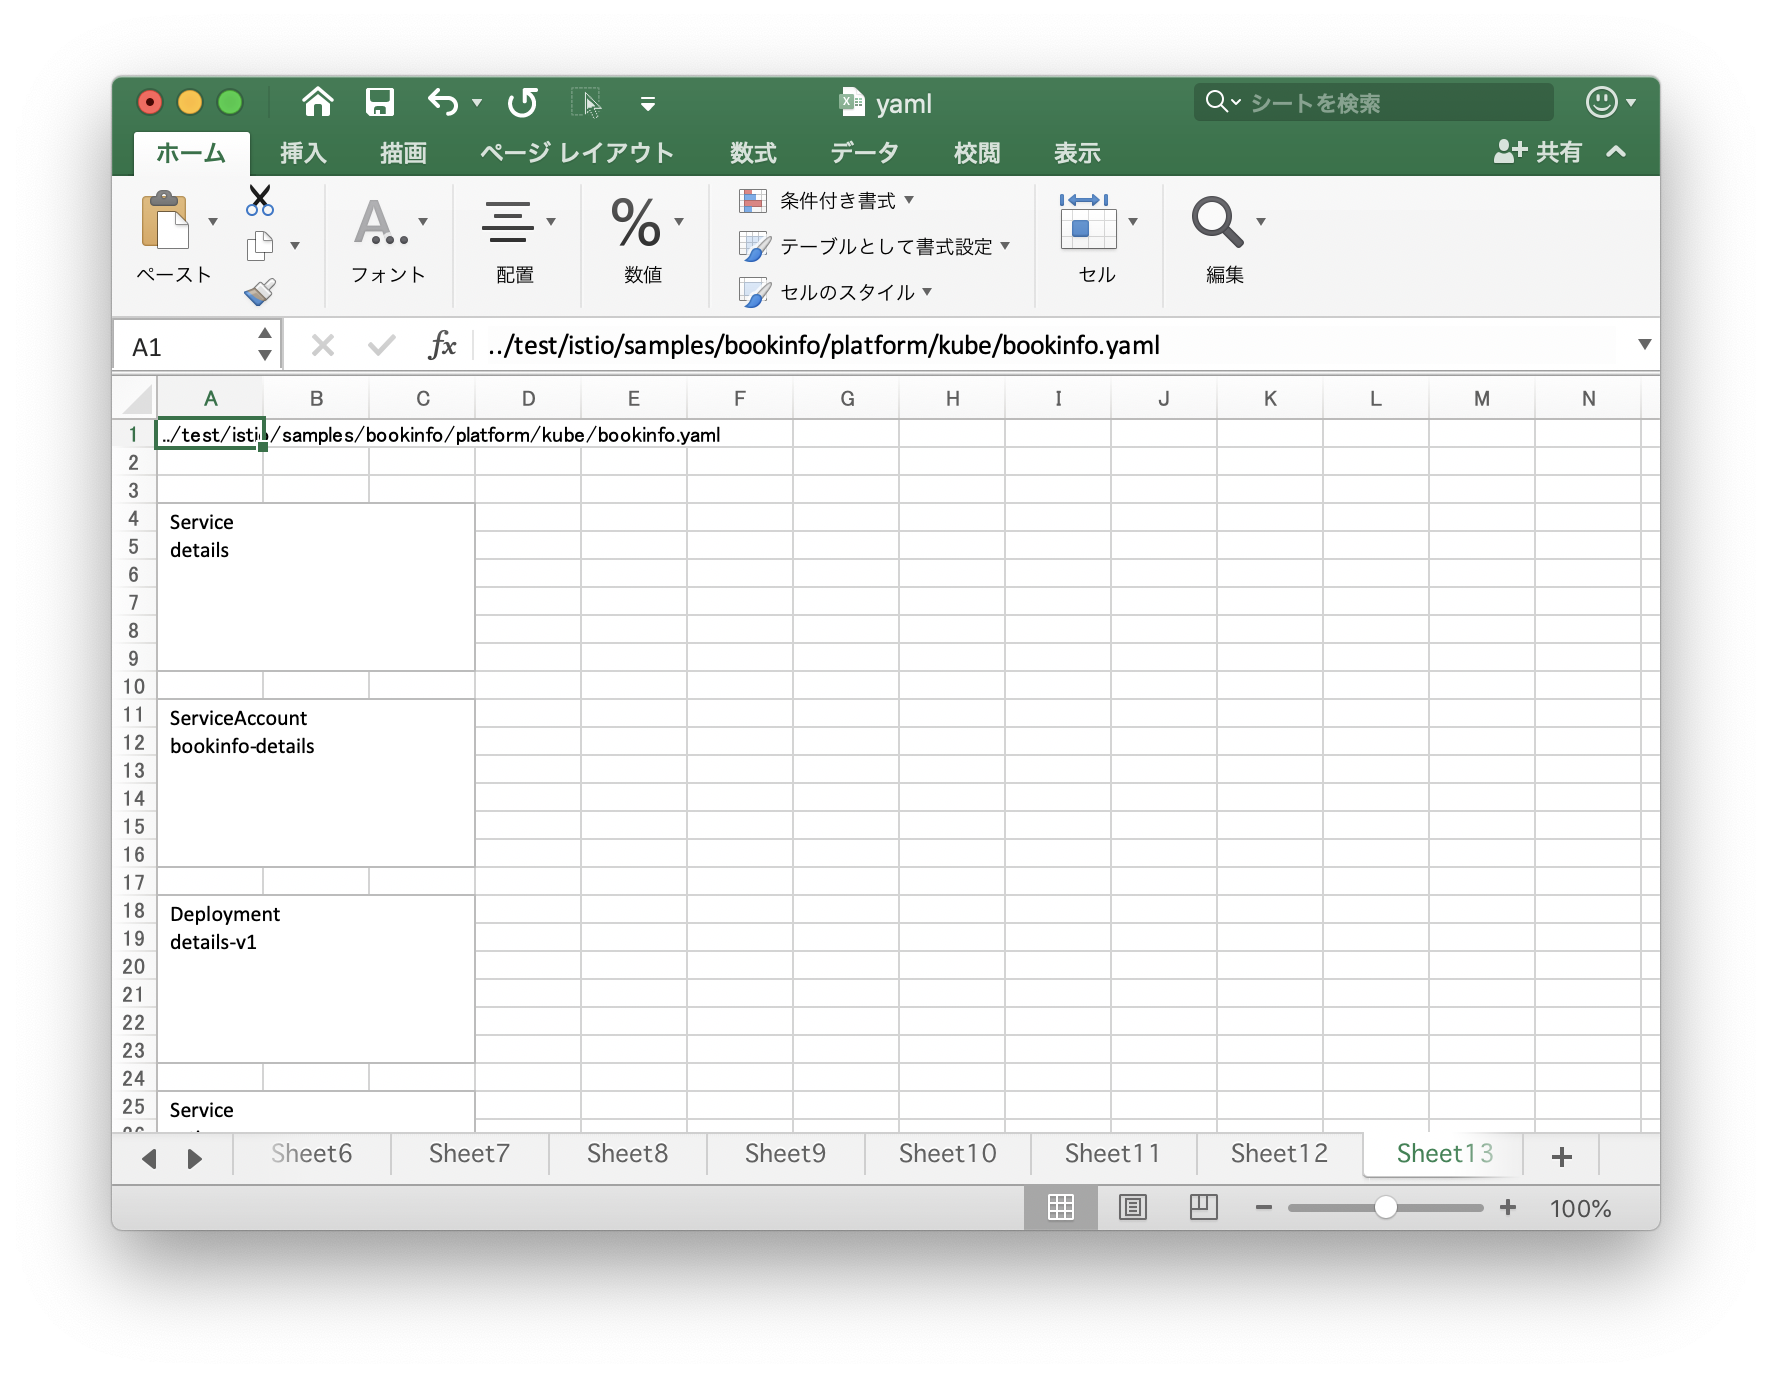 yaml
シートを検索
ホーム 挿入 描画 ページ レイアウト 数式 データ 校閲 表示 共有
ペースト
フォント
配置
%
数値
条件付き書式
テーブルとして書式設定
セルのスタイル
セル
編集
A1
fx ../test/istio/samples/bookinfo/platform/kube/bookinfo.yaml
A B C D E F G H I J K L M N
1 ../test/istio/samples/bookinfo/platform/kube/bookinfo.yaml
2
3
4 Service
5 details
6
7
8
9
10
11 ServiceAccount
12 bookinfo-details
13
14
15
16
17
18 Deployment
19 details-v1
20
21
22
23
24
25 Service
Sheet6 Sheet7 Sheet8 Sheet9 Sheet10 Sheet11 Sheet12 Sheet13 +
100%